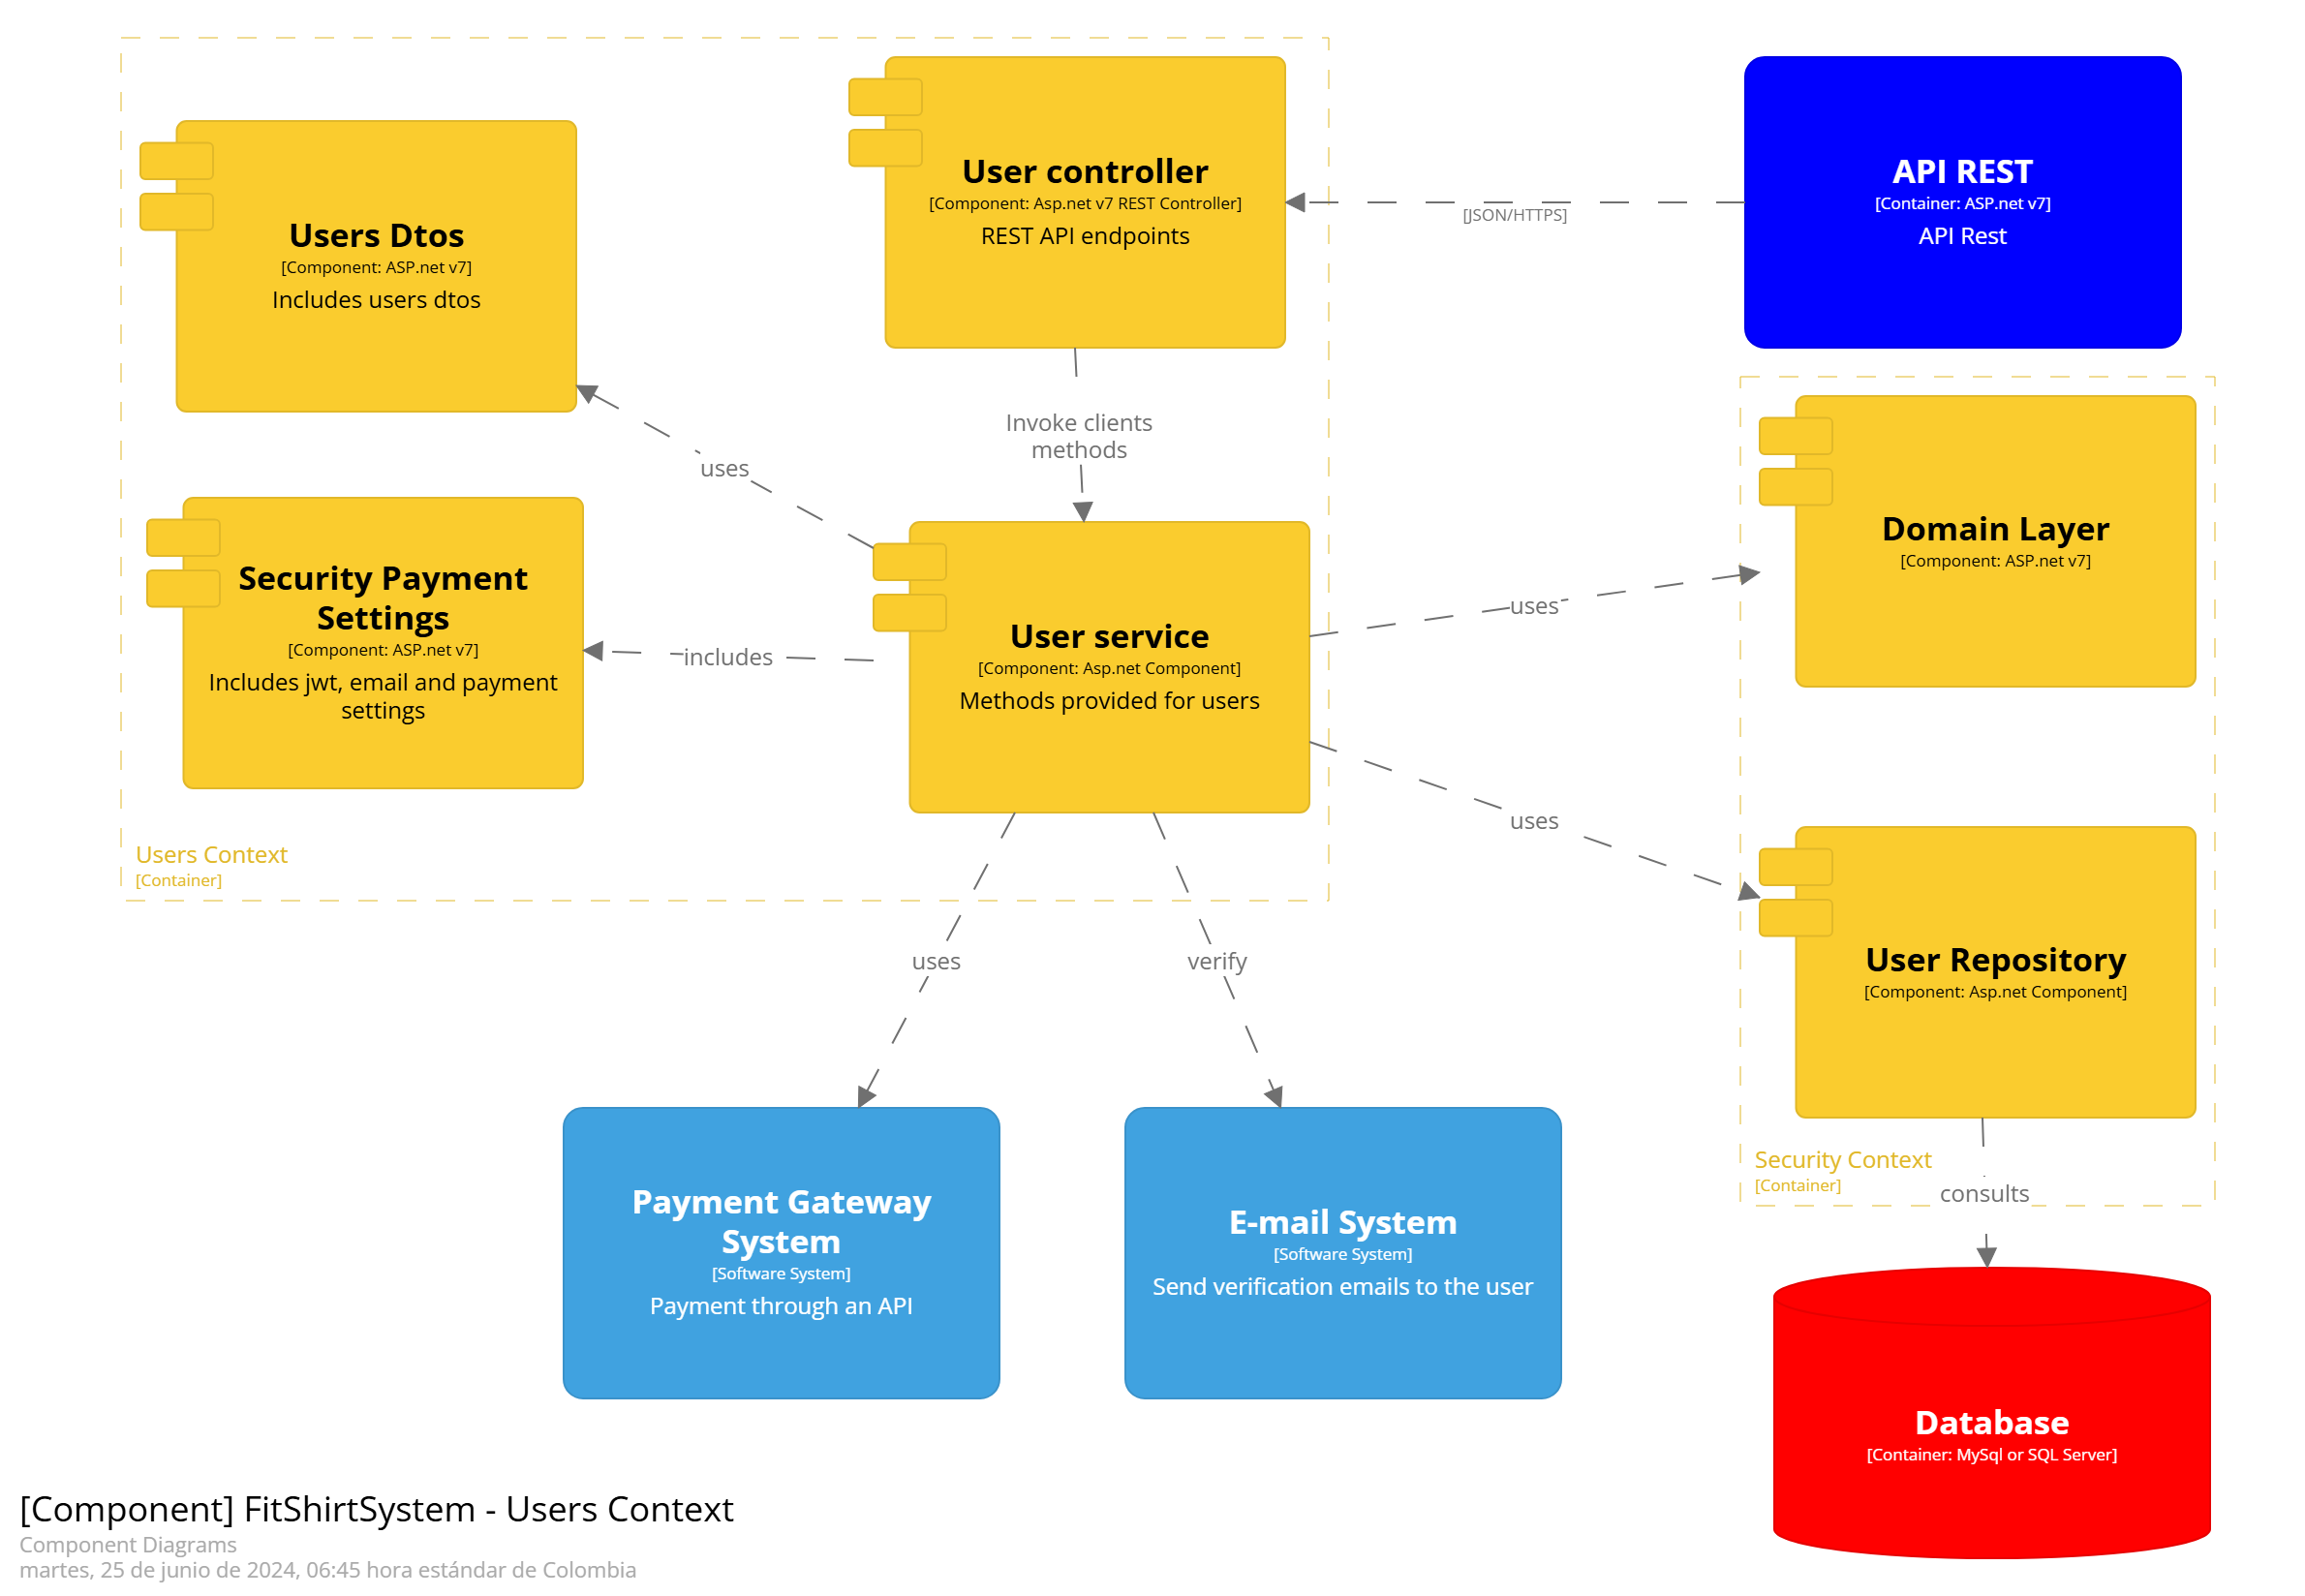 User controller
[Component: Asp.net v7 REST Controller]
REST API endpoints
API REST
[Container: ASP.net v7]
API Rest
[JSON/HTTPS]
Users Dtos
[Component: ASP.net v7]
Includes users dtos
Invoke clients
methods
uses
Domain Layer
[Component: ASP.net v7]
Security Payment
Settings
[Component: ASP.net v7]
Includes jwt, email and payment
settings
includes
User service
[Component: Asp.net Component]
Methods provided for users
uses
uses
Users Context
[Container]
uses
verify
User Repository
[Component: Asp.net Component]
Security Context
[Container]
consults
Payment Gateway
System
[Software System]
Payment through an API
E-mail System
[Software System]
Send verification emails to the user
Database
[Container: MySql or SQL Server]
[Component] FitShirtSystem - Users Context
Component Diagrams
martes, 25 de junio de 2024, 06:45 hora estándar de Colombia